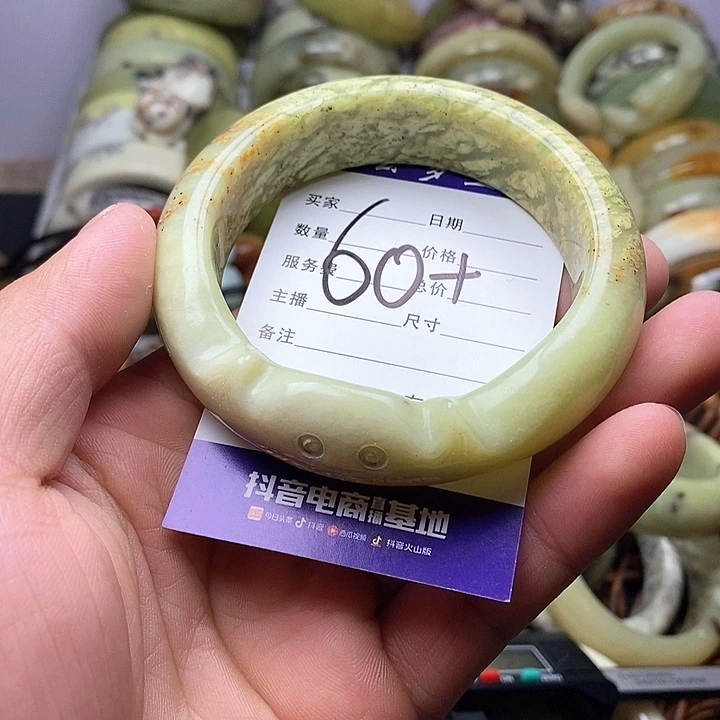 买家 日期
数量 价格
60+
服务费 总价
主播 尺寸
备注
抖音电商直播基地
今日头条 抖音 西瓜视频 抖音火山版